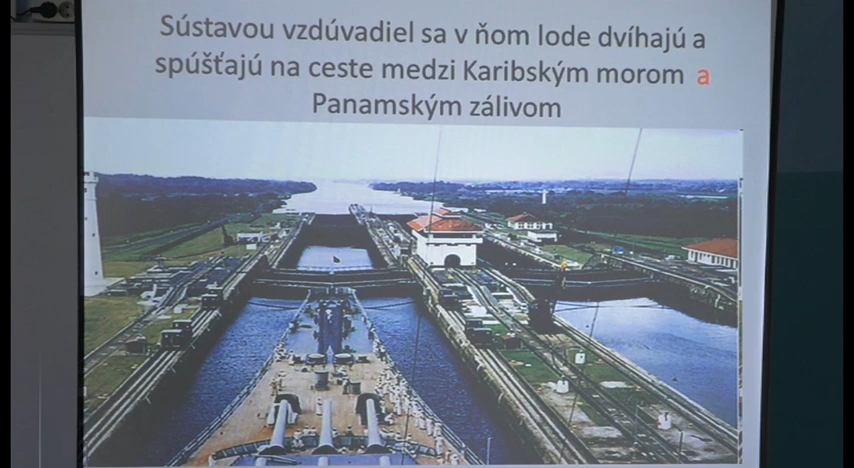 Sústavou vzdúvadiel sa v ňom lode dvíhajú a
spúšťajú na ceste medzi Karibským morom a
Panamským zálivom